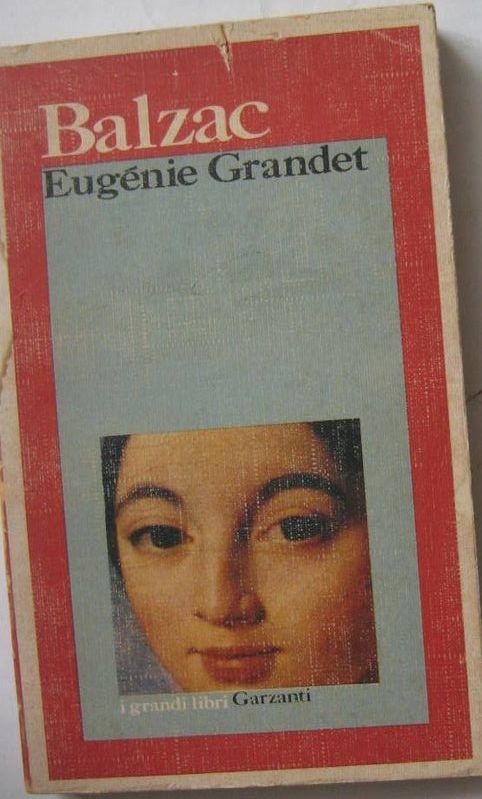 Balzac
Eugénie Grandet
i grandi libri Garzanti